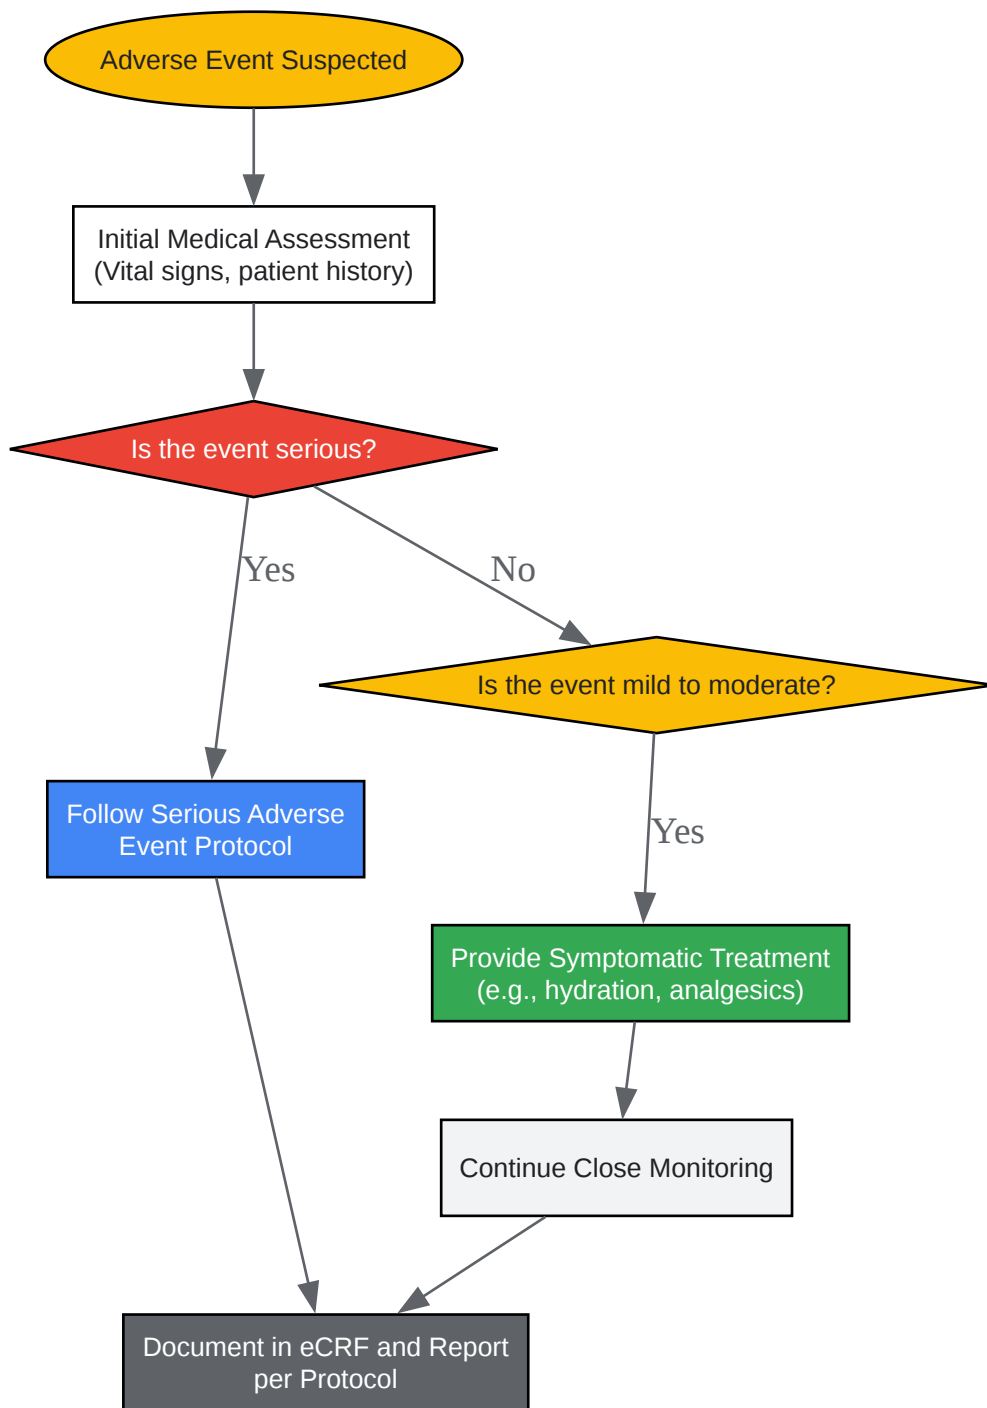 Adverse Event Suspected
Initial Medical Assessment
(Vital signs, patient history)
Is the event serious?
Yes
No
Is the event mild to moderate?
Follow Serious Adverse
Event Protocol
Yes
Provide Symptomatic Treatment
(e.g., hydration, analgesics)
Continue Close Monitoring
Document in eCRF and Report
per Protocol